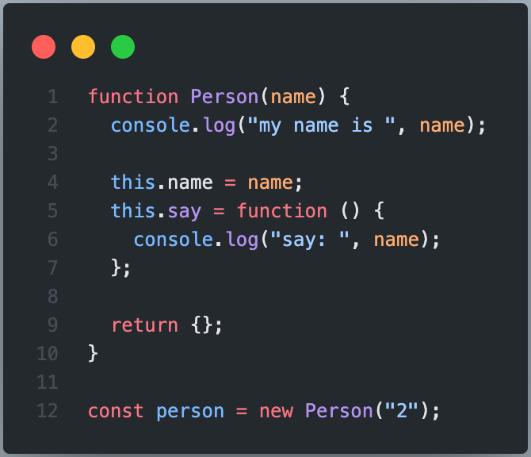 1 function Person(name) {
2   console.log("my name is ", name);
3
4   this.name = name;
5   this.say = function () {
6     console.log("say: ", name);
7   };
8
9   return {};
10 }
11
12 const person = new Person("2");